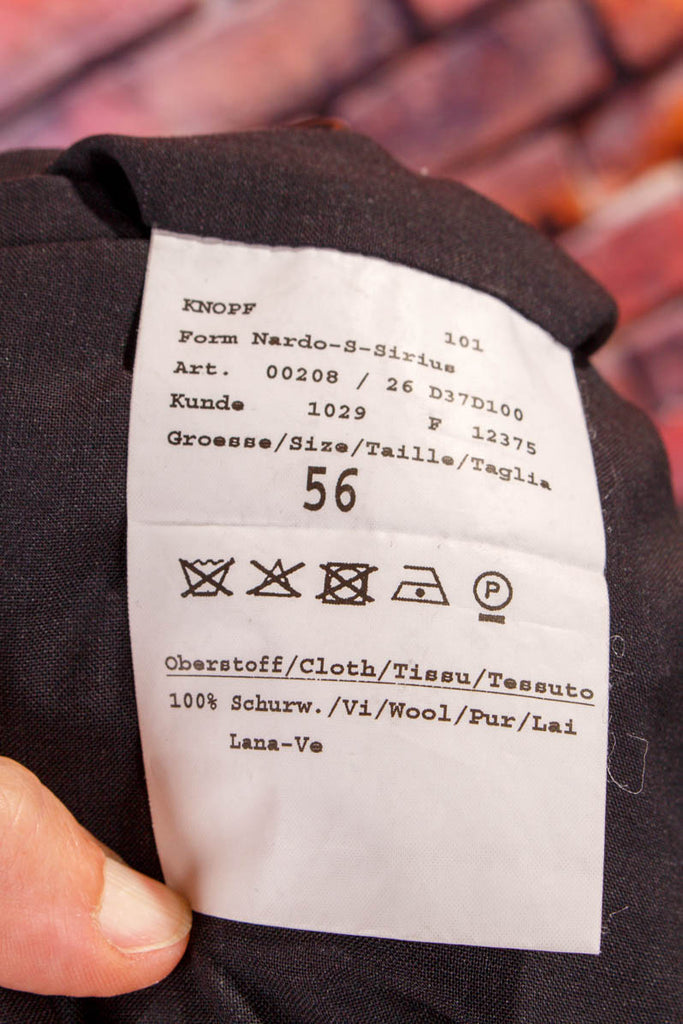 KNOPF 101
Form Nardo-S-Sirius
Art. 00208 / 26 D37D100
Kunde 1029 F 12375
Groesse/Size/Taille/Taglia
56
P
Oberstoff/Cloth/Tissu/Tessuto
100% Schurw./Vi/Wool/Pur/Lai
Lana-Ve